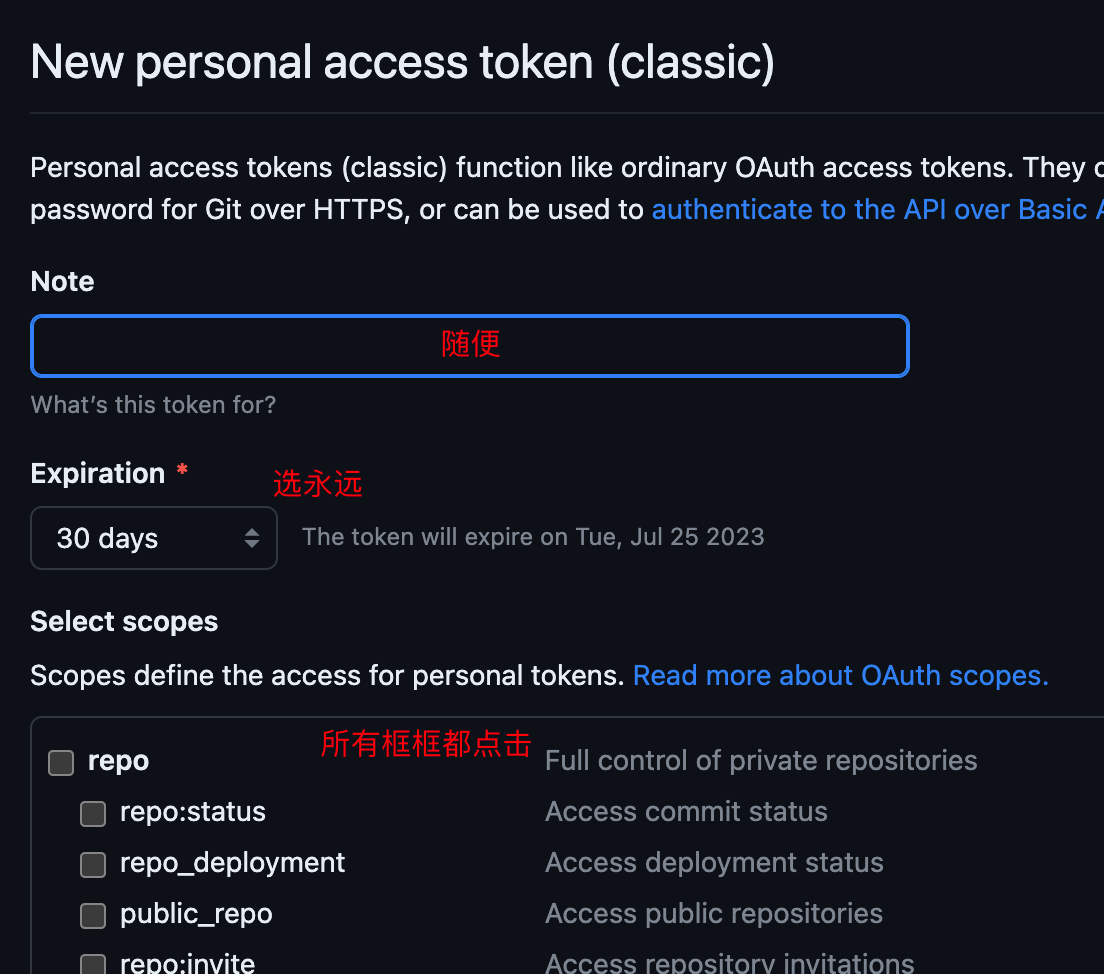 New personal access token (classic)
Personal access tokens (classic) function like ordinary OAuth access tokens. They
password for Git over HTTPS, or can be used to authenticate to the API over Basic
Note
随便
What's this token for?
Expiration *
选永远
30 days
The token will expire on Tue, Jul 25 2023
Select scopes
Scopes define the access for personal tokens. Read more about OAuth scopes.
所有框框都点击
repo Full control of private repositories
repo:status Access commit status
repo_deployment Access deployment status
public_repo Access public repositories
repo:invite Access repository invitations